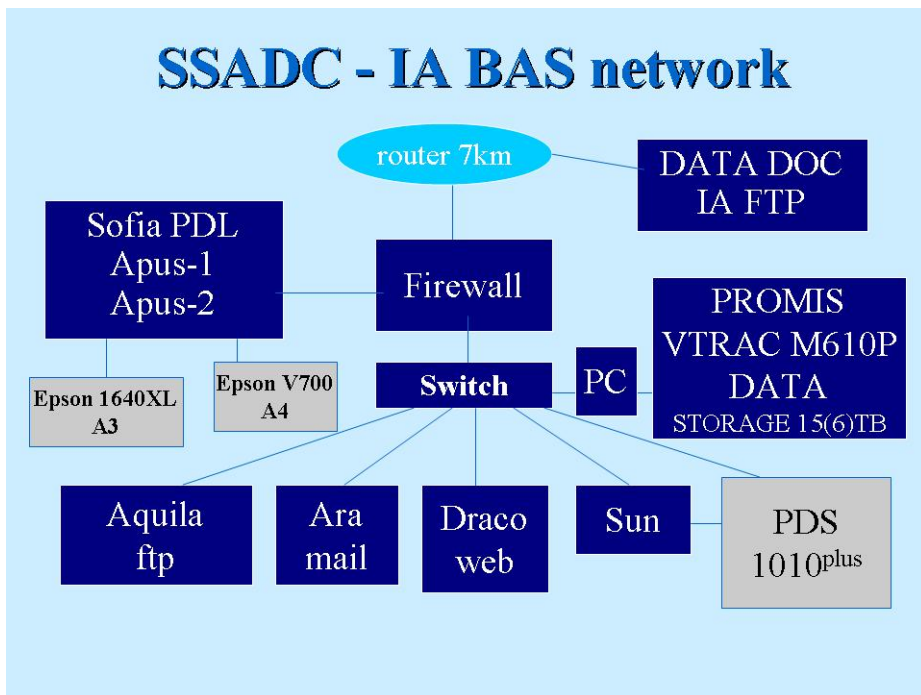 SSADC - IA BAS network
router 7km
DATA DOC
IA FTP
Sofia PDL
Apus-1
Apus-2
Firewall
PROMIS
VTRAC M610P
DATA
STORAGE 15(6)TB
PC
Switch
Epson 1640XL
A3
Epson V700
A4
Aquila
ftp
Ara
mail
Draco
web
Sun
PDS
1010plus